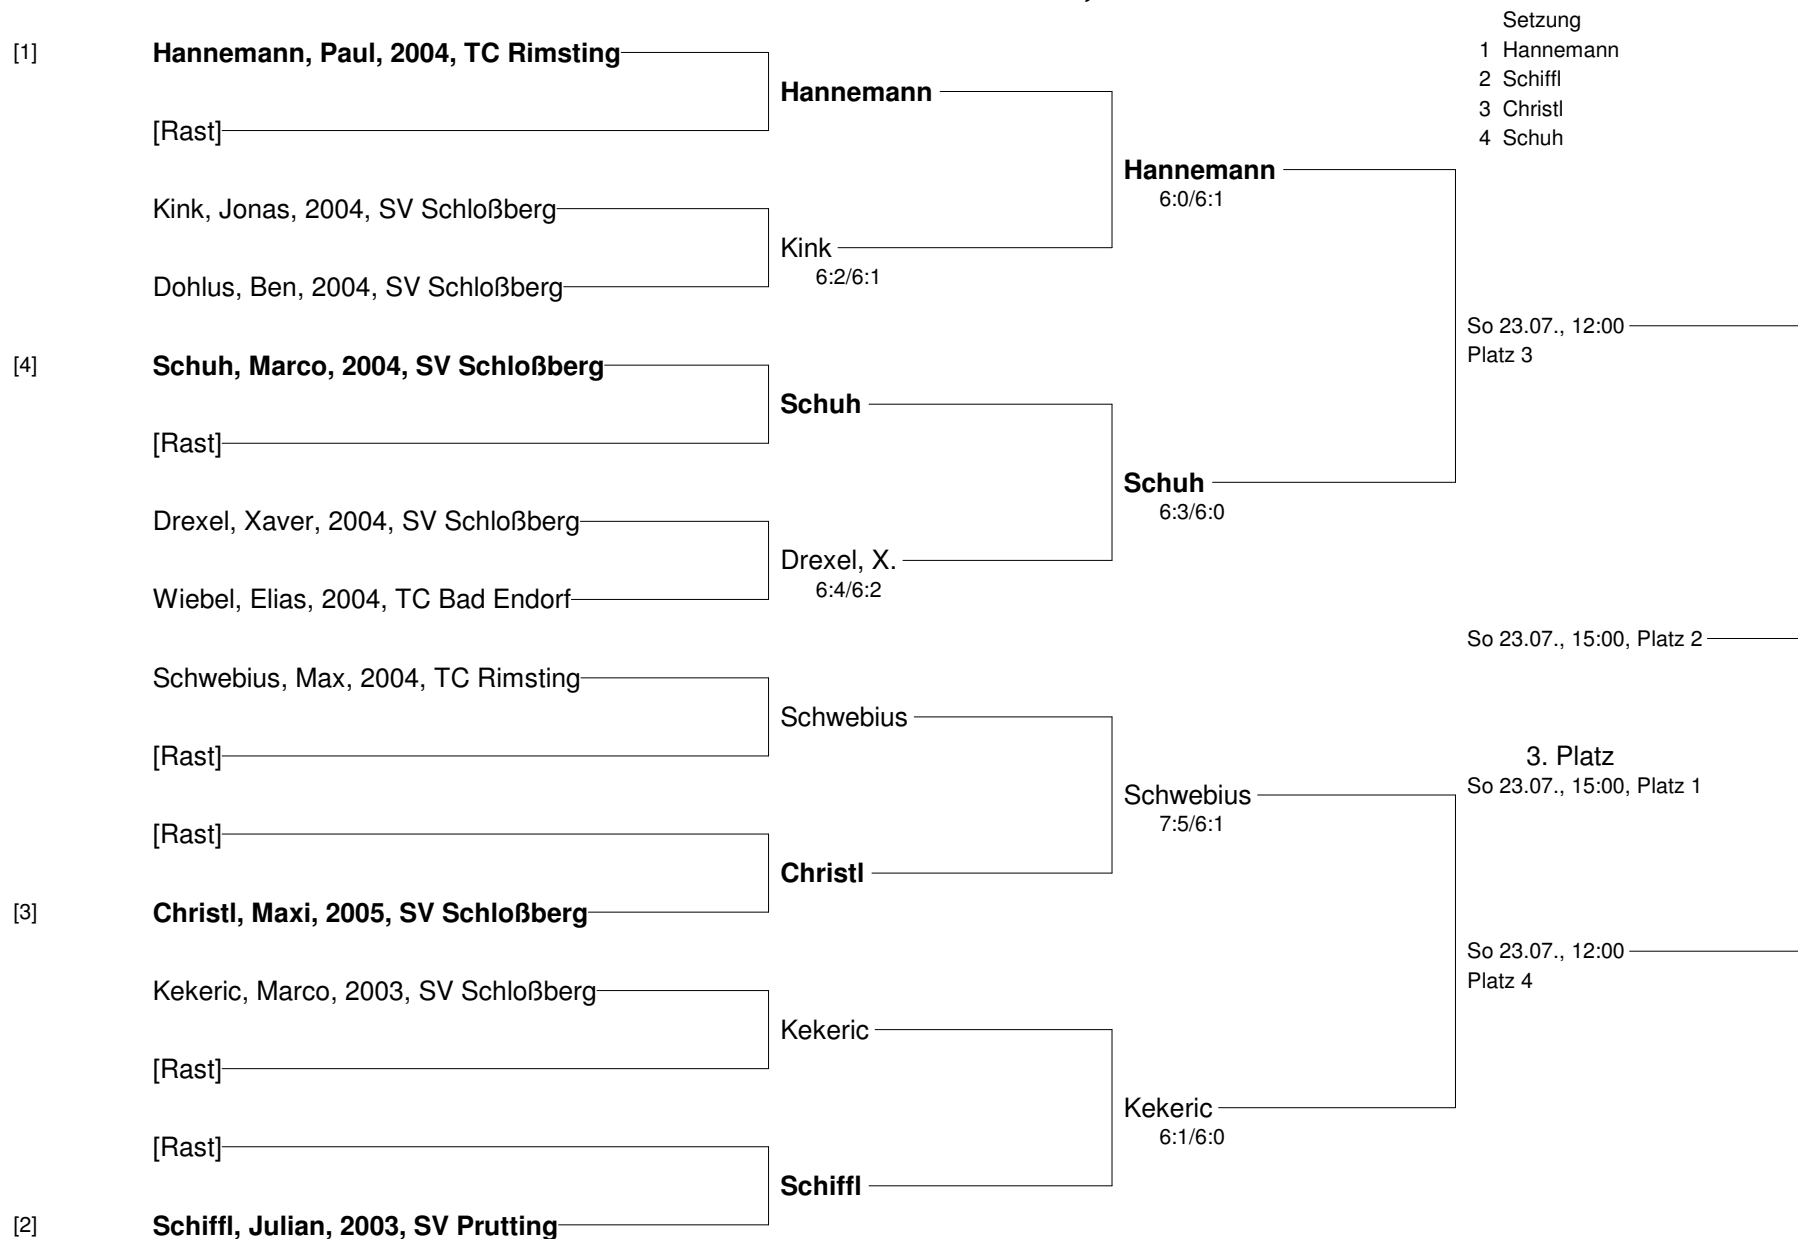 Setzung
[1] Hannemann, Paul, 2004, TC Rimsting
1 Hannemann
2 Schiffl
Hannemann
3 Christl
[Rast]
4 Schuh
Hannemann
6:0/6:1
Kink, Jonas, 2004, SV Schloßberg
Kink
6:2/6:1
Dohlus, Ben, 2004, SV Schloßberg
So 23.07., 12:00
Platz 3
[4] Schuh, Marco, 2004, SV Schloßberg
Schuh
[Rast]
Schuh
6:3/6:0
Drexel, Xaver, 2004, SV Schloßberg
Drexel, X.
6:4/6:2
Wiebel, Elias, 2004, TC Bad Endorf
So 23.07., 15:00, Platz 2
Schwebius, Max, 2004, TC Rimsting
Schwebius
[Rast]
3. Platz
So 23.07., 15:00, Platz 1
Schwebius
7:5/6:1
[Rast]
Christl
[3] Christl, Maxi, 2005, SV Schloßberg
So 23.07., 12:00
Platz 4
Kekeric, Marco, 2003, SV Schloßberg
Kekeric
[Rast]
Kekeric
6:1/6:0
[Rast]
Schiffl
[2] Schiffl, Julian, 2003, SV Prutting